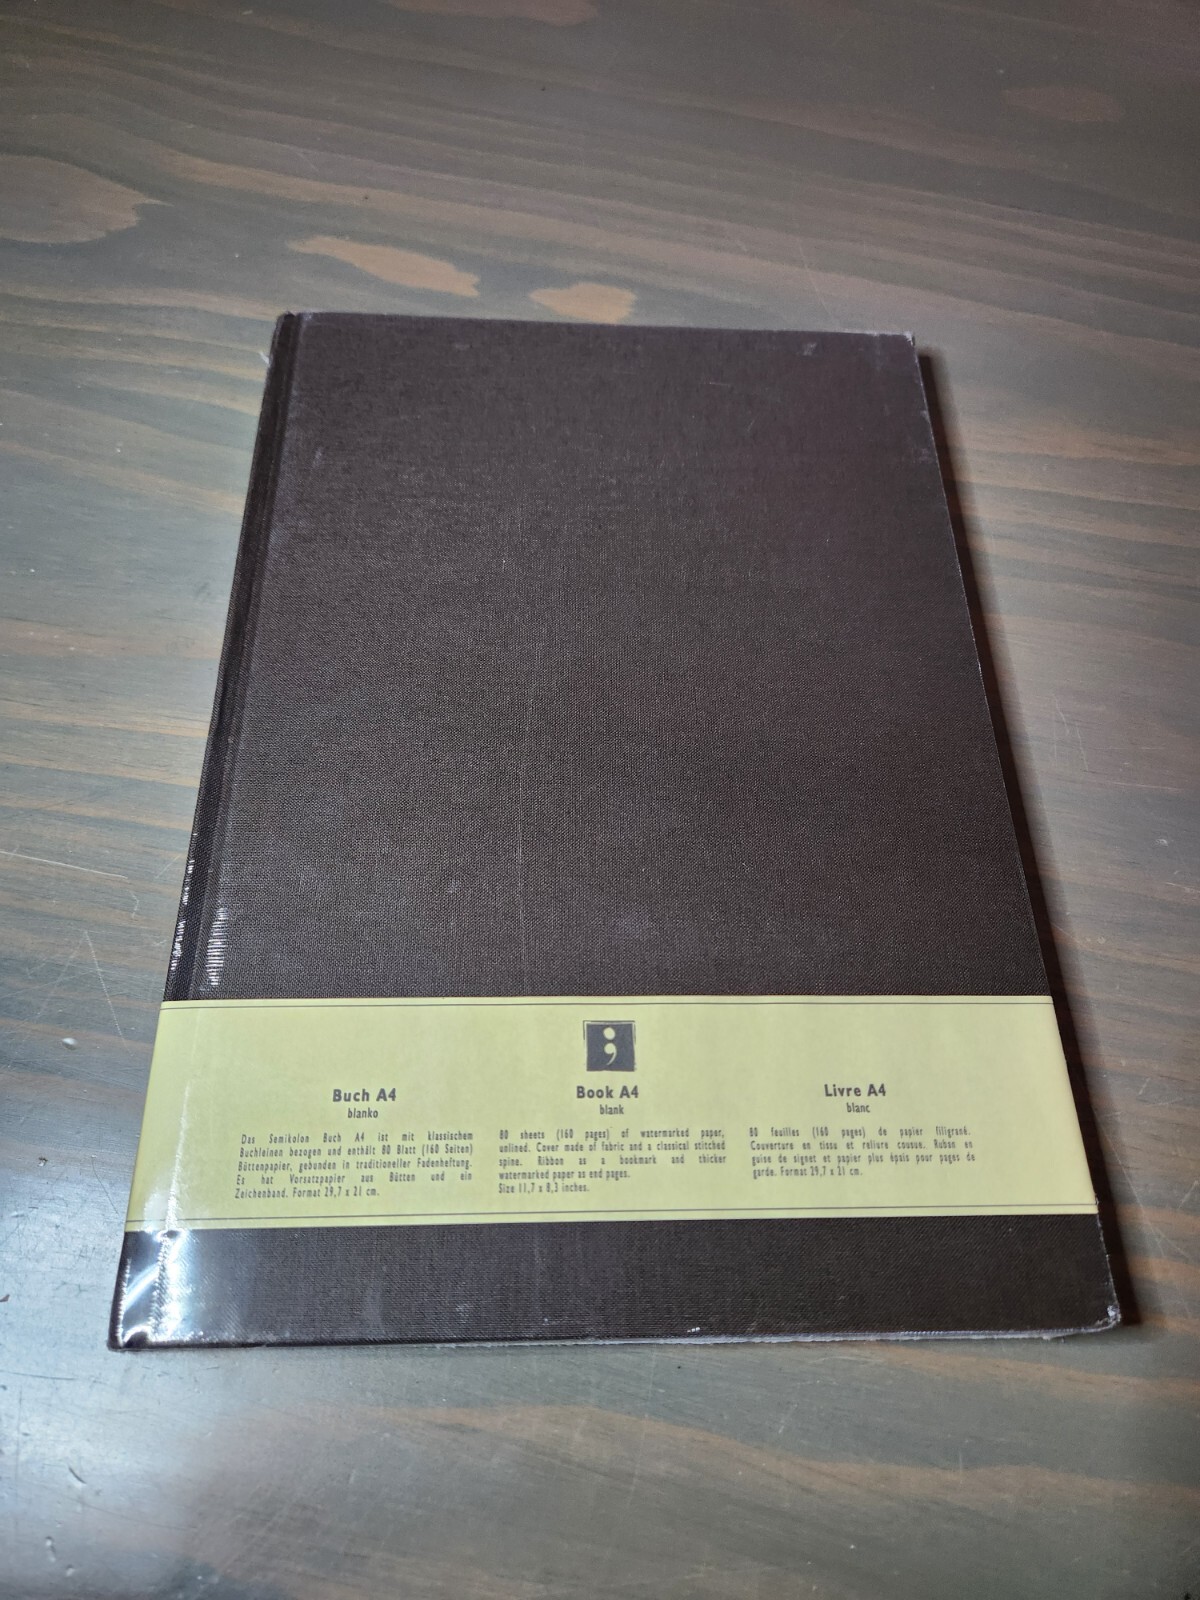 ;
Buch A4
blanko
Das Semikolon Buch A4 ist mit klassischem
Buchleinen bezogen und enthält 80 Blatt (160 Seiten)
Büttenpapier, gebunden in traditioneller Fadenheftung.
Es hat Vorsatzpapier aus Bütten und ein
Zeichenband. Format 29,7 x 21 cm.
Book A4
blank
80 sheets (160 pages) of watermarked paper,
unlined. Cover made of fabric and a classical stitched
spine. Ribbon as a bookmark and thicker
watermarked paper as end pages.
Size 11,7 x 8,3 inches.
Livre A4
blanc
80 feuilles (160 pages) de papier filigrané.
Couverture en tissu et reliure cousue. Ruban en
guise de signet et papier plus épais pour pages de
garde. Format 29,7 x 21 cm.